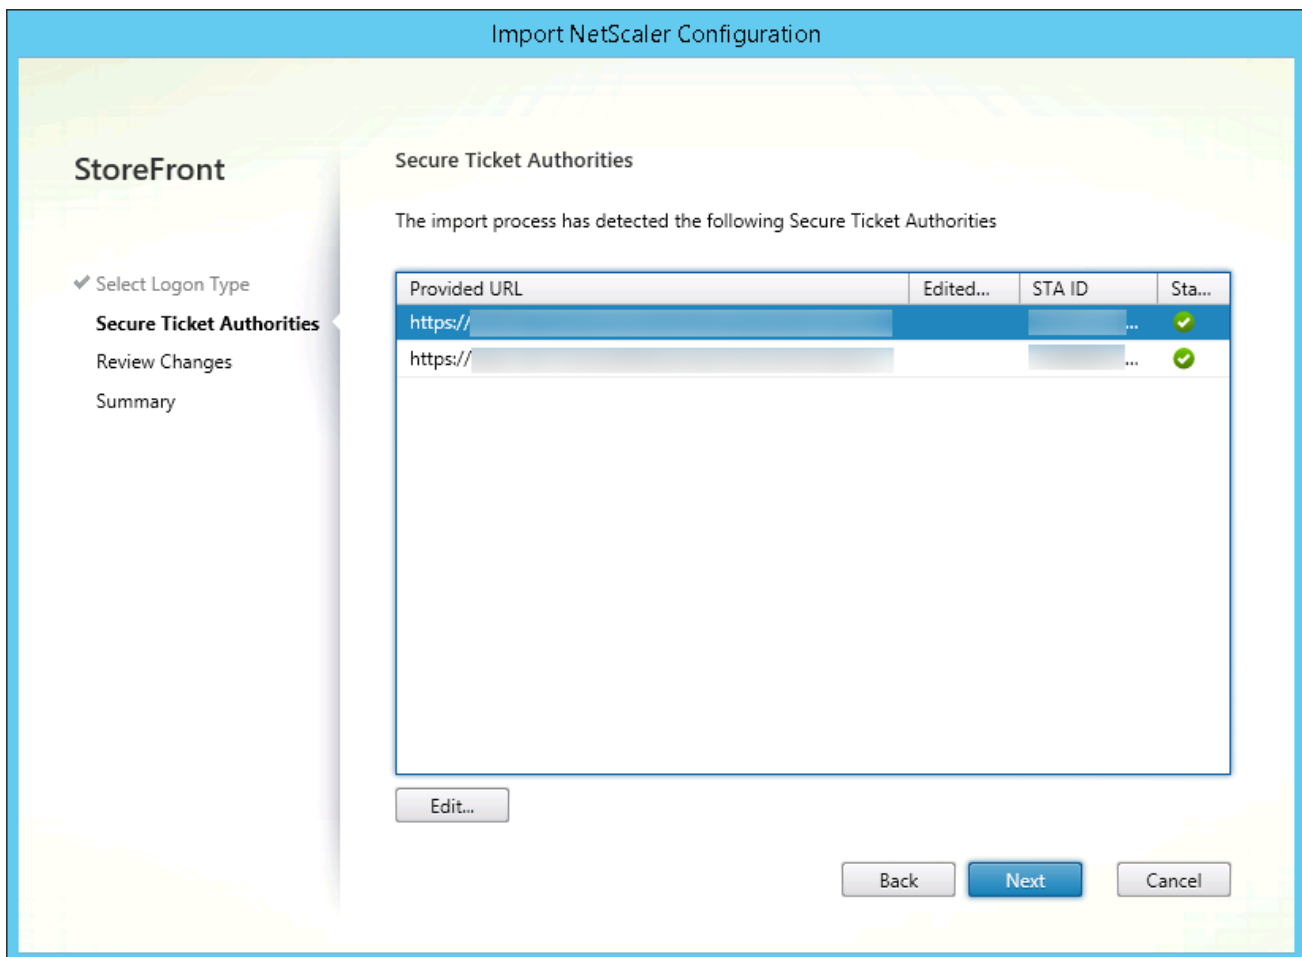 Import NetScaler Configuration
StoreFront
Select Logon Type
Secure Ticket Authorities
Review Changes
Summary
Secure Ticket Authorities
The import process has detected the following Secure Ticket Authorities
Provided URL Edited... STA ID Sta...
https:// ...
https:// ...
Edit...
Back Next Cancel